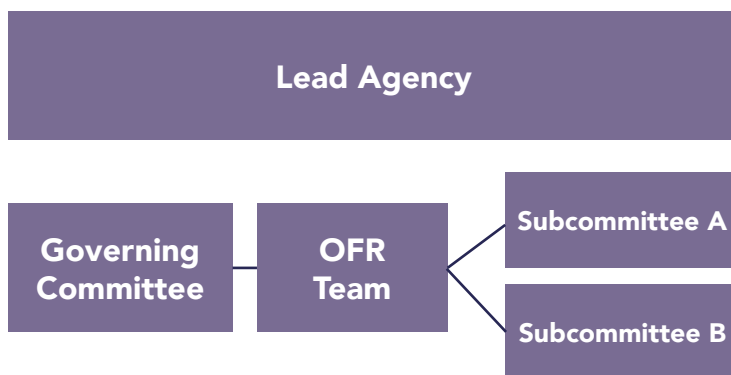 Lead Agency
Governing
Committee
OFR
Team
Subcommittee A
Subcommittee B